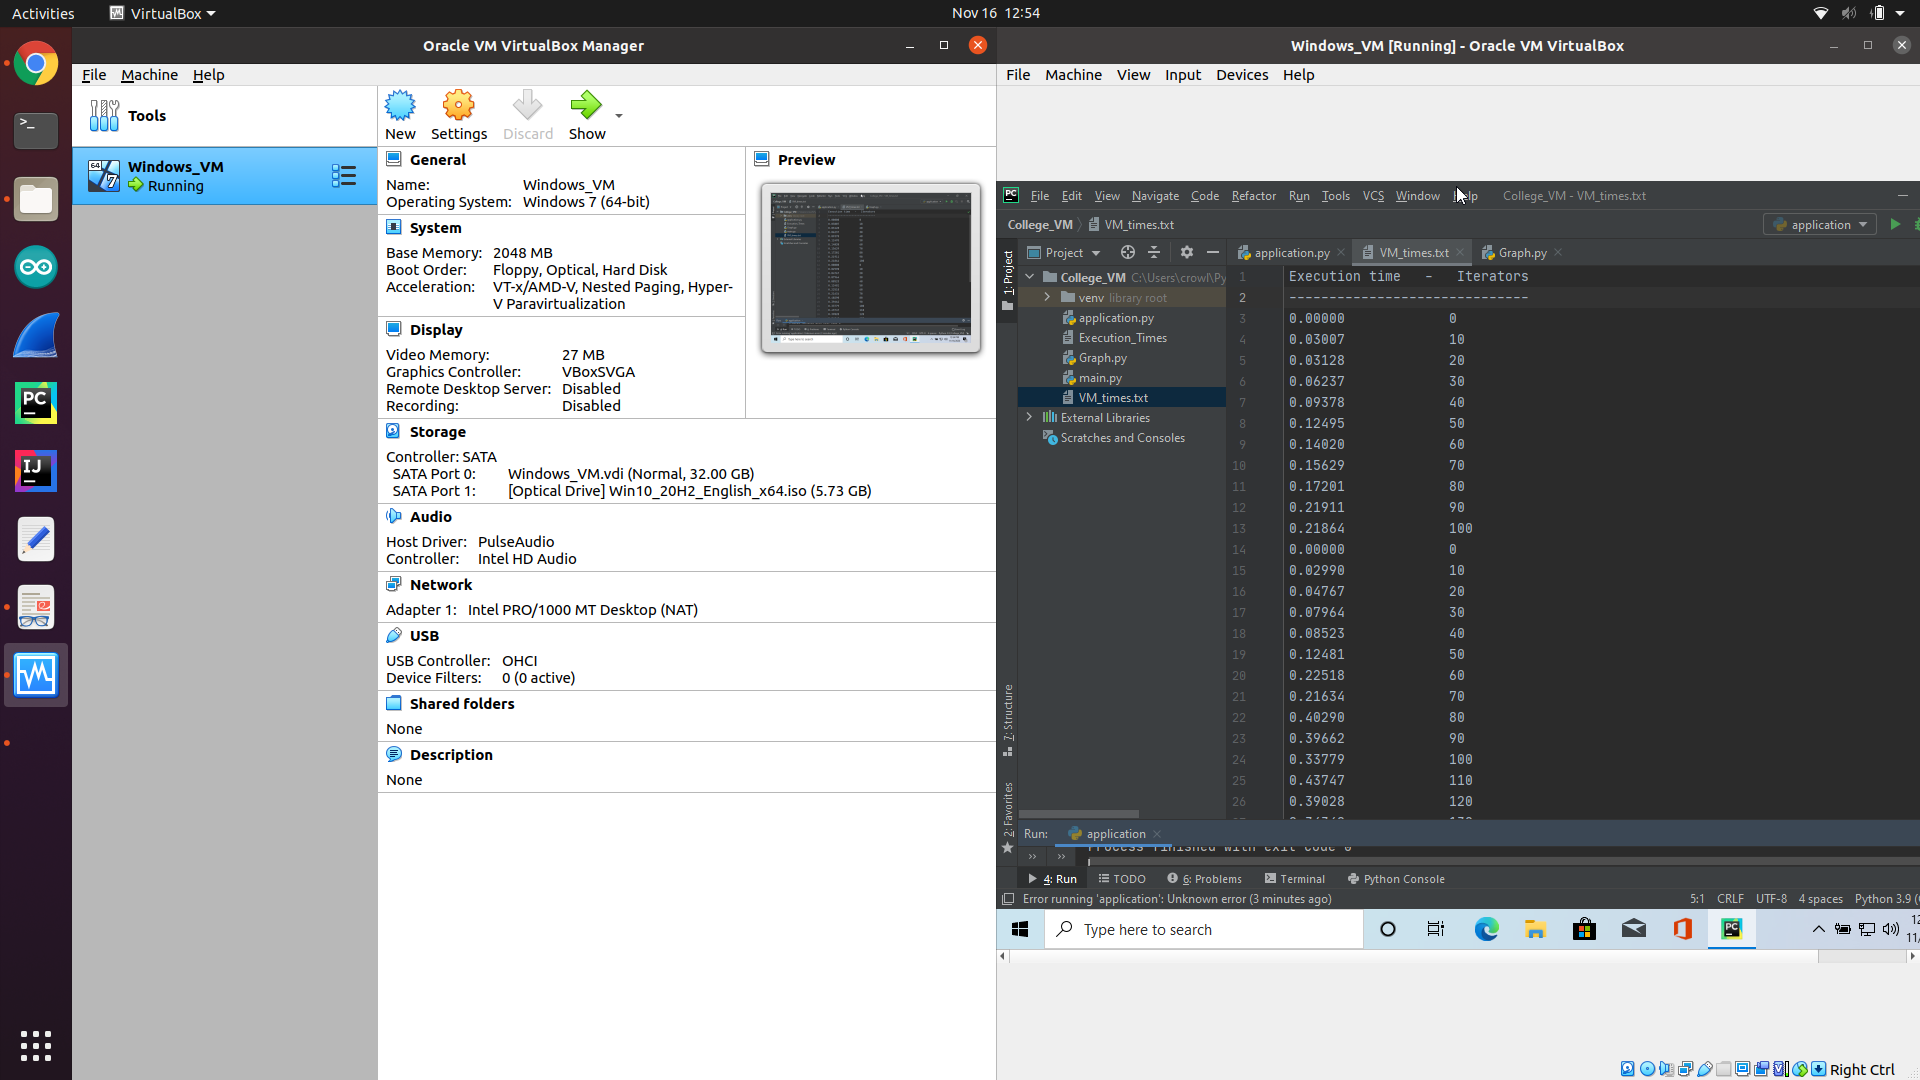 Activities VirtualBox Nov 16 12:54
Oracle VM VirtualBox Manager
File Machine Help
Tools
Windows_VM
Running
New Settings Discard Show
General
Name: Windows_VM
Operating System: Windows 7 (64-bit)
System
Base Memory: 2048 MB
Boot Order: Floppy, Optical, Hard Disk
Acceleration: VT-x/AMD-V, Nested Paging, Hyper-
V Paravirtualization
Display
Video Memory: 27 MB
Graphics Controller: VBoxSVGA
Remote Desktop Server: Disabled
Recording: Disabled
Preview
Storage
Controller: SATA
SATA Port 0: Windows_VM.vdi (Normal, 32.00 GB)
SATA Port 1: [Optical Drive] Win10_20H2_English_x64.iso (5.73 GB)
Audio
Host Driver: PulseAudio
Controller: Intel HD Audio
Network
Adapter 1: Intel PRO/1000 MT Desktop (NAT)
USB
USB Controller: OHCI
Device Filters: 0 (0 active)
Shared folders
None
Description
None
Windows_VM [Running] - Oracle VM VirtualBox
File Machine View Input Devices Help
PC File Edit View Navigate Code Refactor Run Tools VCS Window Help College_VM - VM_times.txt
College_VM VM_times.txt application
Project application.py VM_times.txt Graph.py
1: Project
College_VM C:\Users\crowl\Py
venv library root
application.py
Execution_Times
Graph.py
main.py
VM_times.txt
External Libraries
Scratches and Consoles
7: Structure
2: Favorites
1 Execution time - Iterators
2 -------------------------------
3 0.00000 0
4 0.03007 10
5 0.03128 20
6 0.06237 30
7 0.09378 40
8 0.12495 50
9 0.14020 60
10 0.15629 70
11 0.17201 80
12 0.21911 90
13 0.21864 100
14 0.00000 0
15 0.02990 10
16 0.04767 20
17 0.07964 30
18 0.08523 40
19 0.12481 50
20 0.22518 60
21 0.21634 70
22 0.40290 80
23 0.39662 90
24 0.33779 100
25 0.43747 110
26 0.39028 120
Run: application
Process finished with exit code 0
4: Run TODO 6: Problems Terminal Python Console
Error running 'application': Unknown error (3 minutes ago) 5:1 CRLF UTF-8 4 spaces Python 3.9 (
Type here to search
Right Ctrl